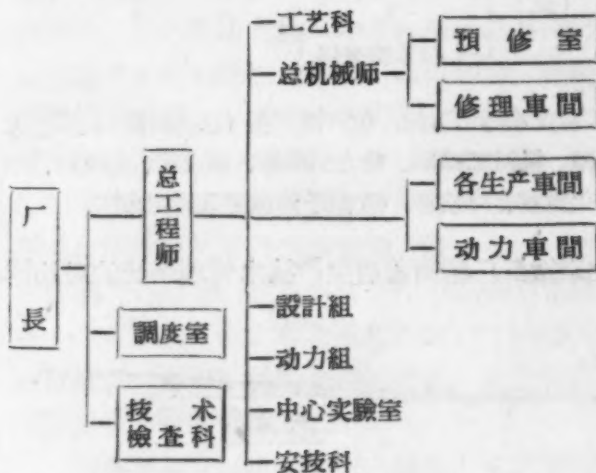 厂長
总工程师
調度室
技术
檢查科
工艺科
总机械师
預修室
修理車間
各生产車間
动力車間
設計組
动力組
中心实驗室
安技科